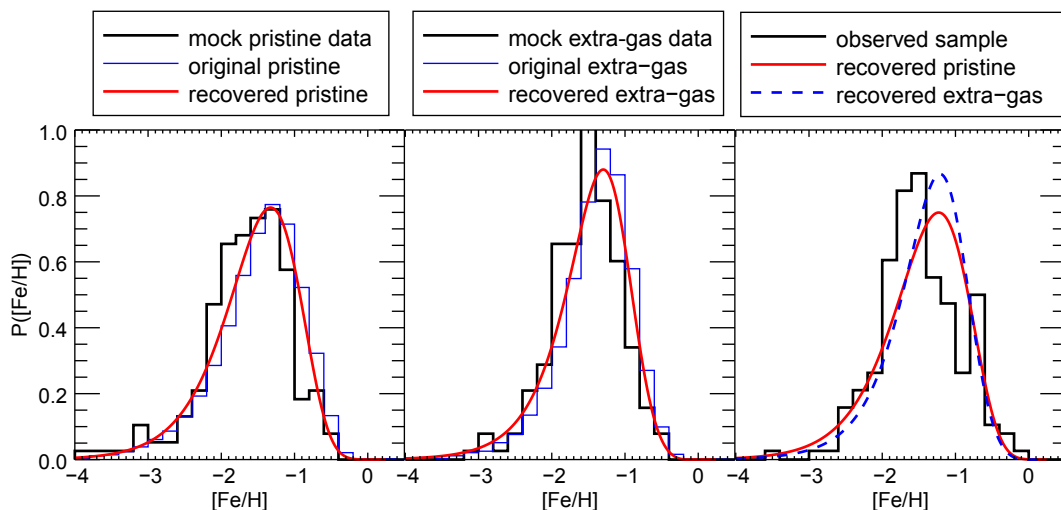 mock pristine data
original pristine
recovered pristine
mock extra-gas data
original extra−gas
recovered extra−gas
observed sample
recovered pristine
recovered extra−gas
P([Fe/H])
1.0
0.8
0.6
0.4
0.2
0.0
−4 −3 −2 −1 0
−4 −3 −2 −1 0
−4 −3 −2 −1 0
[Fe/H]
[Fe/H]
[Fe/H]